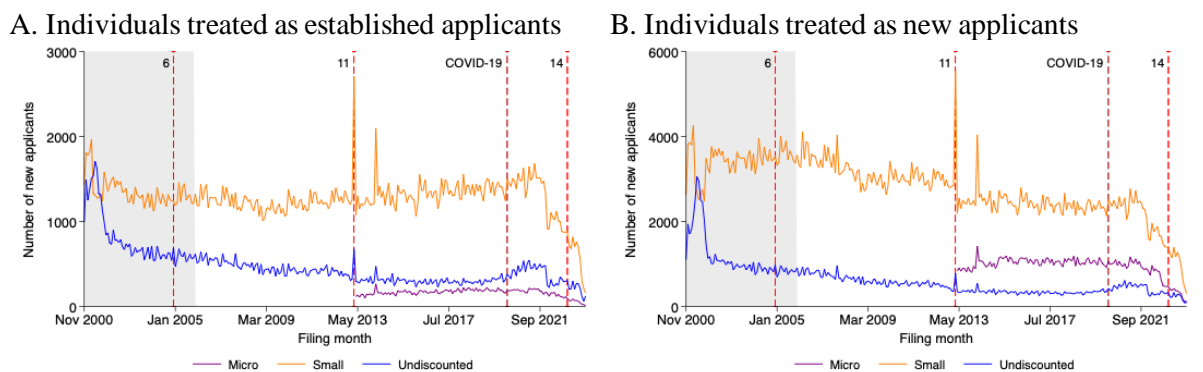 A. Individuals treated as established applicants
3000
2000
1000
0
Number of new applicants
6
11
COVID-19
14
Nov 2000
Jan 2005
Mar 2009
May 2013
Jul 2017
Sep 2021
Filing month
Micro
Small
Undiscounted
B. Individuals treated as new applicants
6000
4000
2000
0
Number of new applicants
6
11
COVID-19
14
Nov 2000
Jan 2005
Mar 2009
May 2013
Jul 2017
Sep 2021
Filing month
Micro
Small
Undiscounted